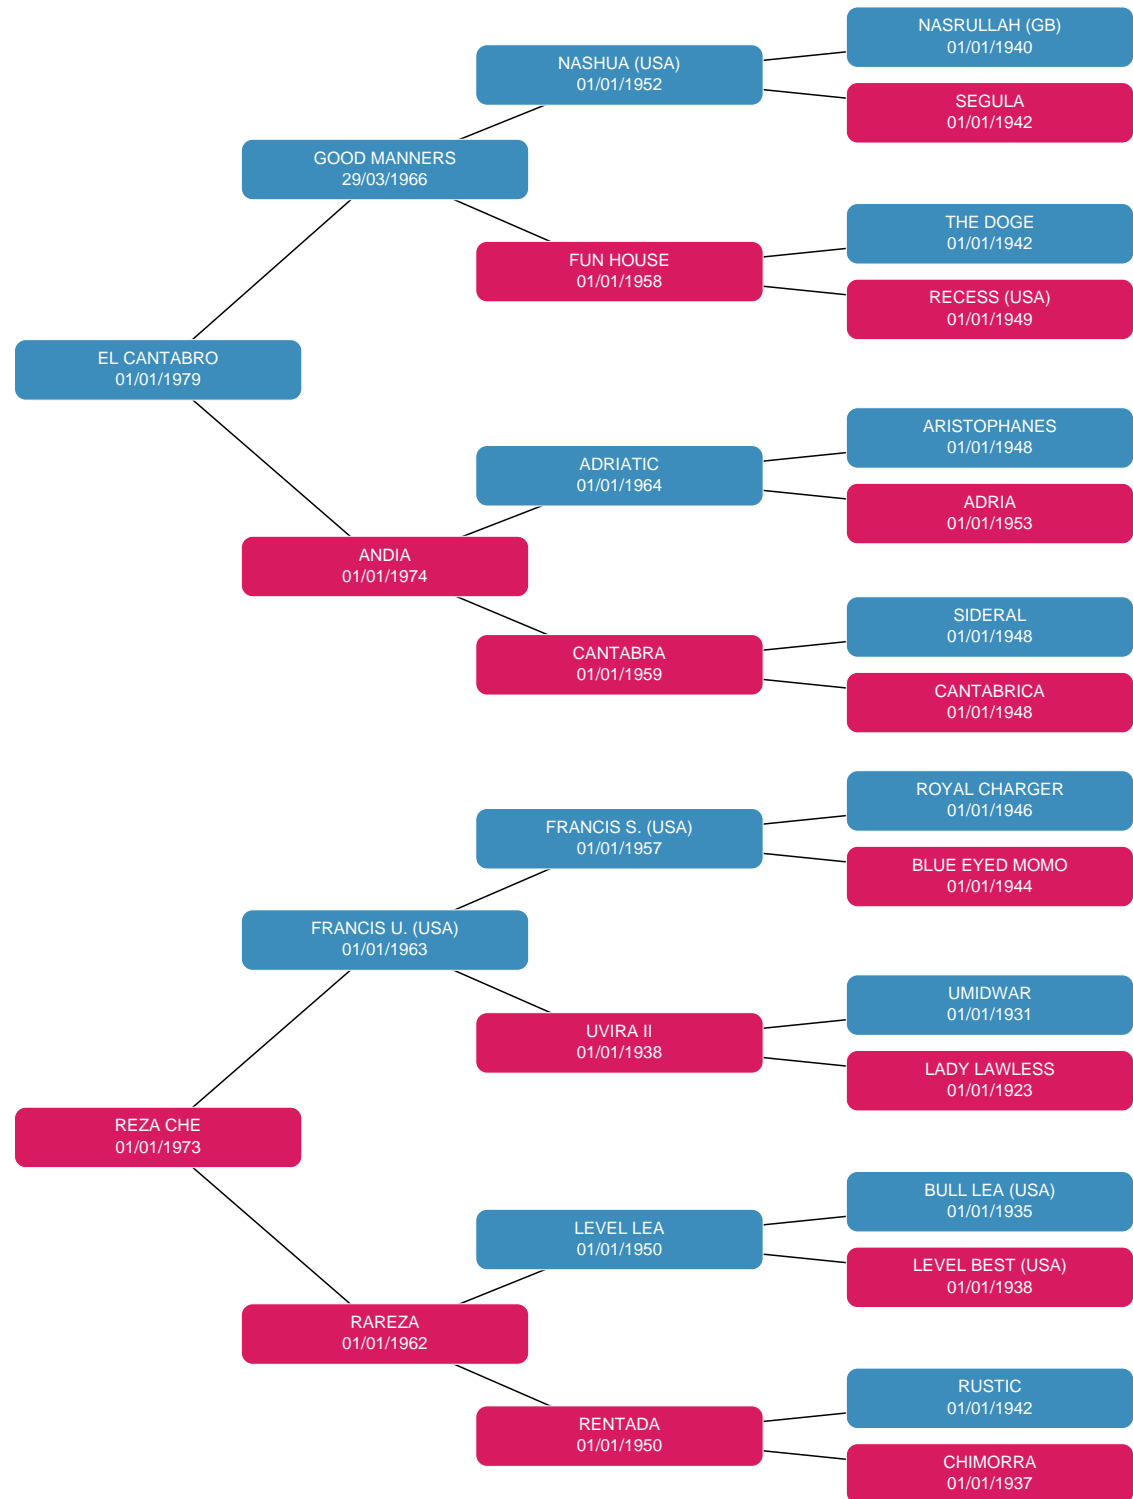 NASRULLAH (GB)
01/01/1940
NASHUA (USA)
01/01/1952
SEGULA
01/01/1942
GOOD MANNERS
29/03/1966
THE DOGE
01/01/1942
FUN HOUSE
01/01/1958
RECESS (USA)
01/01/1949
EL CANTABRO
01/01/1979
ARISTOPHANES
01/01/1948
ADRIATIC
01/01/1964
ADRIA
01/01/1953
ANDIA
01/01/1974
SIDERAL
01/01/1948
CANTABRA
01/01/1959
CANTABRICA
01/01/1948
ROYAL CHARGER
01/01/1946
FRANCIS S. (USA)
01/01/1957
BLUE EYED MOMO
01/01/1944
FRANCIS U. (USA)
01/01/1963
UMIDWAR
01/01/1931
UVIRA II
01/01/1938
LADY LAWLESS
01/01/1923
REZA CHE
01/01/1973
BULL LEA (USA)
01/01/1935
LEVEL LEA
01/01/1950
LEVEL BEST (USA)
01/01/1938
RAREZA
01/01/1962
RUSTIC
01/01/1942
RENTADA
01/01/1950
CHIMORRA
01/01/1937